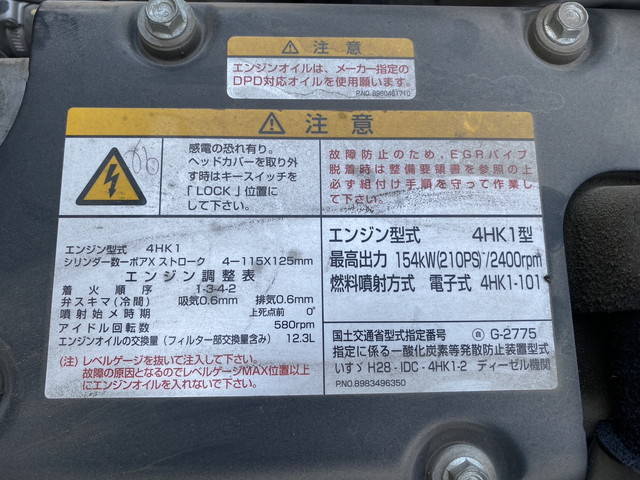 ⚠ 注意
エンジンオイルは、メーカー指定の
DPD対応オイルを使用願います。
P.NO.8980461710
⚠ 注意
感電の恐れ有り。
ヘッドカバーを取り外
す時はキースイッチを
「LOCK」位置に
して下さい。
故障防止のため、EGRパイプ
脱着時は整備要領書を参照の上
必ず組付け手順を守って作業し
て下さい。
エンジン型式 4HK1
シリンダー数ーボアX ストローク 4ー115X125mm
エンジン調整表
着火順序 1-3-4-2
弁スキマ(冷間) 吸気0.6mm 排気0.6mm
噴射始メ時期 上死点前 0°
アイドル回転数 580rpm
エンジンオイルの交換量(フィルター部交換量含み) 12.3L
(注)レベルゲージを抜いて注入して下さい。
故障の原因となるのでレベルゲージMAX位置以上
にエンジンオイルを入れないで下さい。
エンジン型式 4HK1型
最高出力 154kW(210PS)/2400rpm
燃料噴射方式 電子式 4HK1-101
国土交通省型式指定番号 G-2775
指定に係る一酸化炭素等発散防止装置型式
いすゞ H28-IDC-4HK1-2 ディーゼル機関
P.NO.8983496350